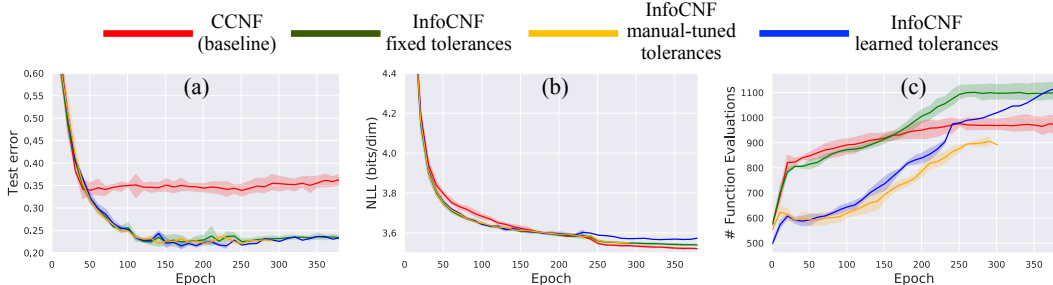 CCNF
(baseline)
InfoCNF
fixed tolerances
InfoCNF
manual-tuned
tolerances
InfoCNF
learned tolerances
(a)
Test error
0.60
0.55
0.50
0.45
0.40
0.35
0.30
0.25
0.20
0 50 100 150 200 250 300 350
Epoch
(b)
NLL (bits/dim)
4.4
4.2
4.0
3.8
3.6
0 50 100 150 200 250 300 350
Epoch
(c)
# Function Evaluations
1100
1000
900
800
700
600
500
0 50 100 150 200 250 300 350
Epoch